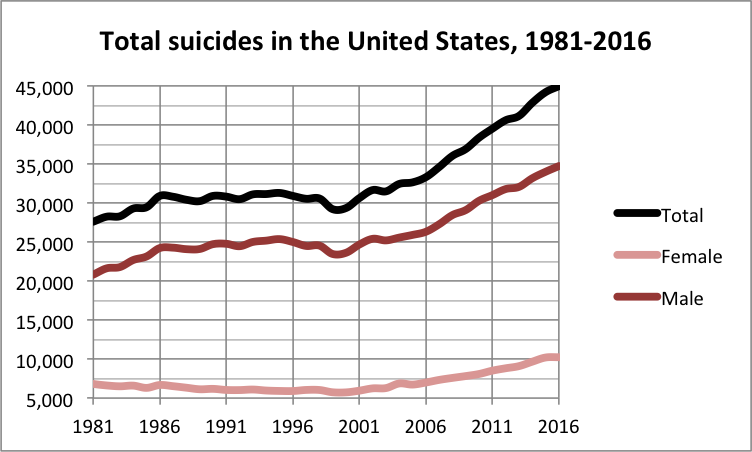 Total suicides in the United States, 1981-2016
45,000
40,000
35,000
30,000
25,000
20,000
15,000
10,000
5,000
1981 1986 1991 1996 2001 2006 2011 2016
Total
Female
Male